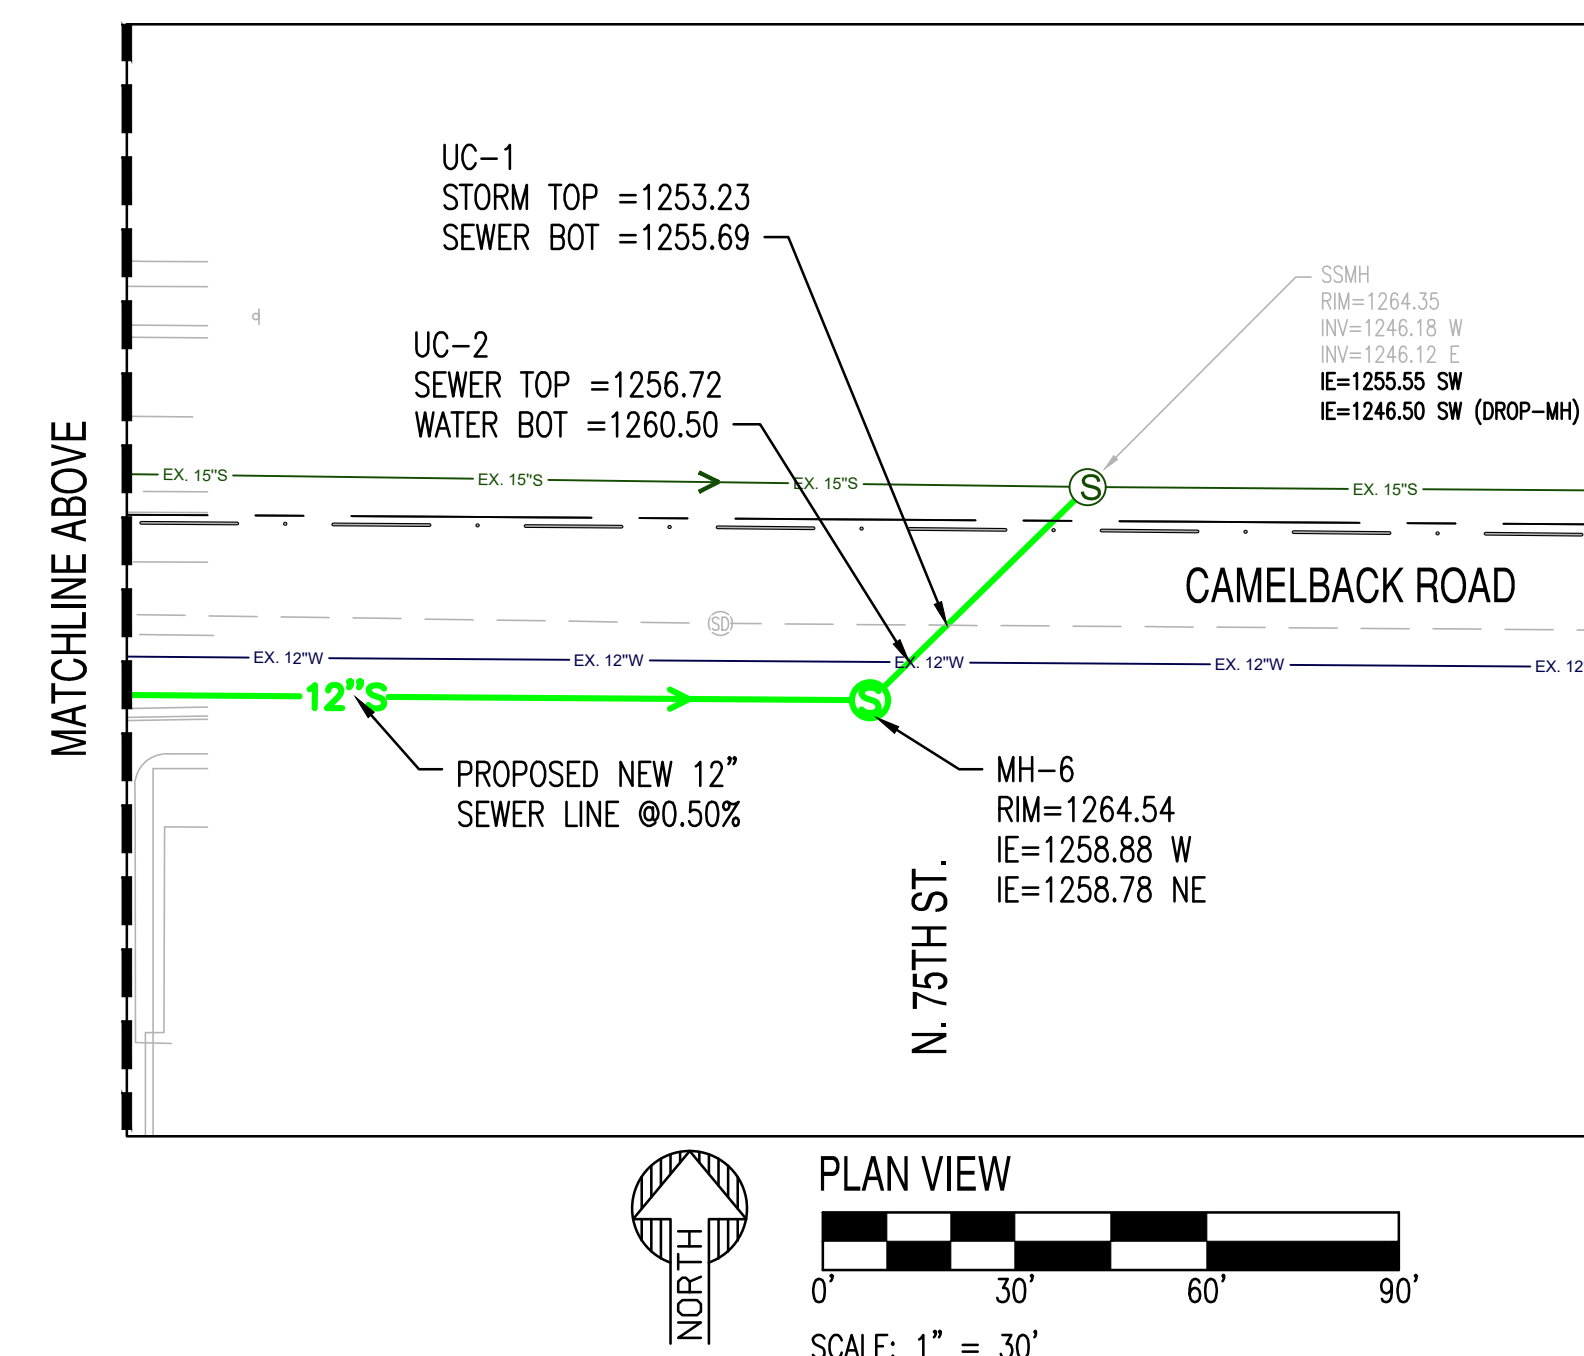 UC-1
STORM TOP =1253.23
SEWER BOT =1255.69
UC-2
SEWER TOP =1256.72
WATER BOT =1260.50
SSMH
RIM=1264.35
INV=1246.18 W
INV=1246.12 E
IE=1255.55 SW
IE=1246.50 SW (DROP-MH)
MATCHLINE ABOVE
EX. 15"S
EX. 15"S
EX. 15"S
S
EX. 15"S
CAMELBACK ROAD
SD
EX. 12"W
EX. 12"W
EX. 12"W
EX. 12"W
EX. 12
12"S
S
PROPOSED NEW 12"
SEWER LINE @0.50%
MH-6
RIM=1264.54
IE=1258.88 W
IE=1258.78 NE
N. 75TH ST.
NORTH
PLAN VIEW
0' 30' 60' 90'
SCALE: 1" = 30'